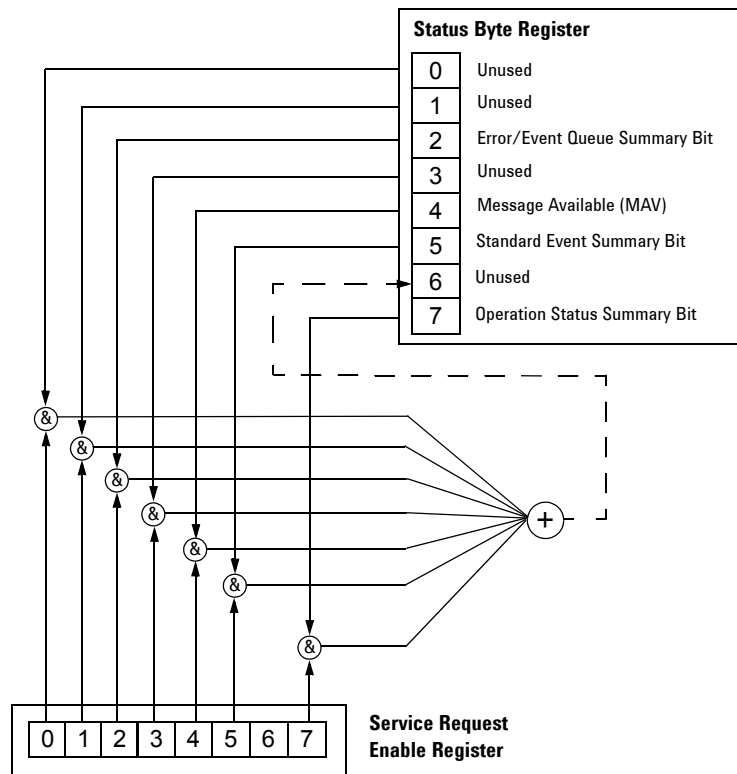 Status Byte Register
0 Unused
1 Unused
2 Error/Event Queue Summary Bit
3 Unused
4 Message Available (MAV)
5 Standard Event Summary Bit
6 Unused
7 Operation Status Summary Bit
&
&
&
&
+
&
&
&
0 1 2 3 4 5 6 7
Service Request
Enable Register